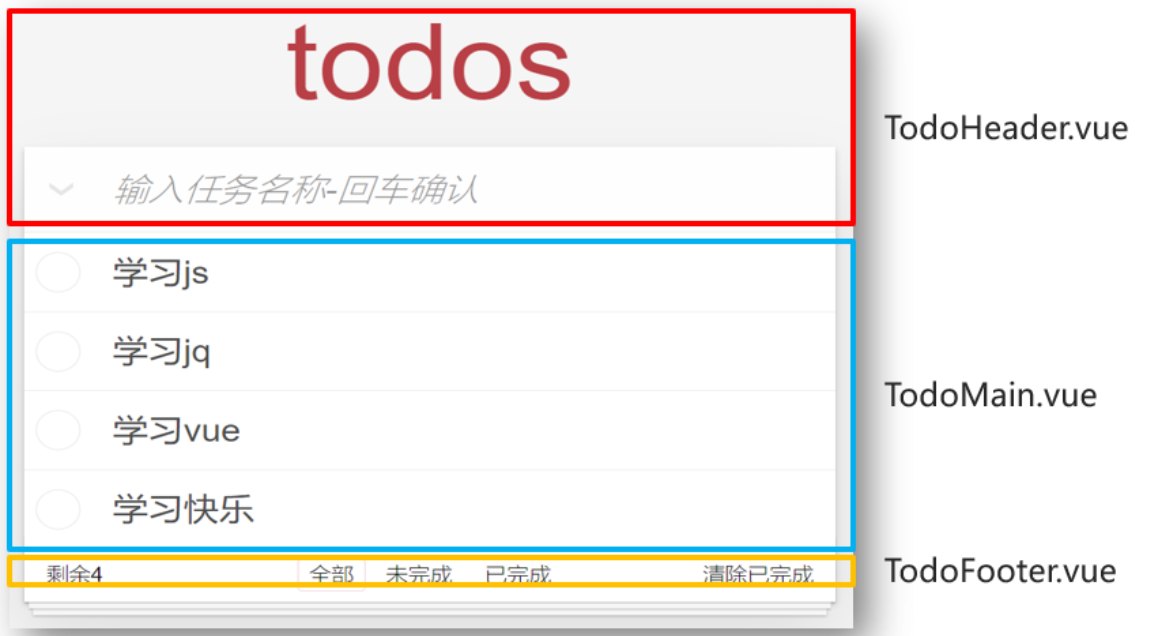 todos
TodoHeader.vue
输入任务名称-回车确认
学习js
学习jq
TodoMain.vue
学习vue
学习快乐
剩余4 全部 未完成 已完成 清除已完成
TodoFooter.vue